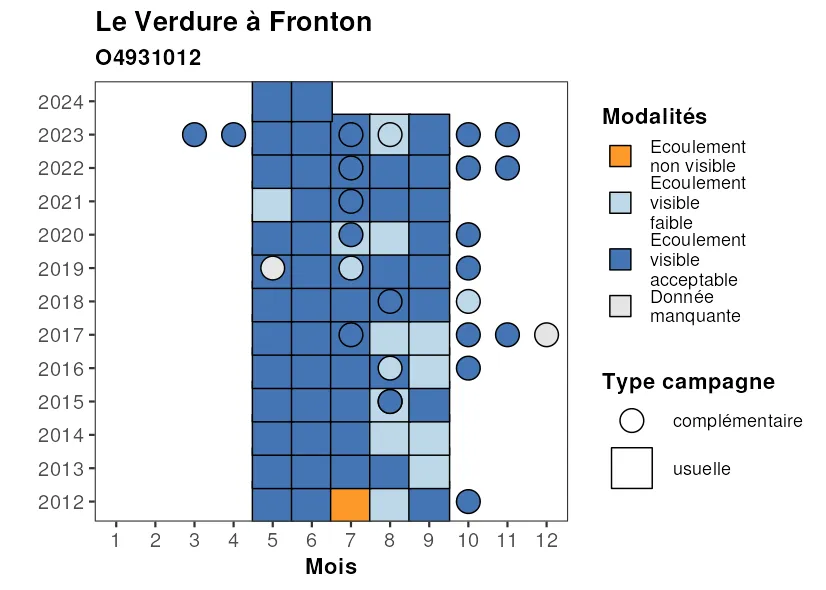 Le Verdure à Fronton
O4931012
2024
2023
2022
2021
2020
2019
2018
2017
2016
2015
2014
2013
2012
1 2 3 4 5 6 7 8 9 10 11 12
Mois
Modalités
Ecoulement
non visible
Ecoulement
visible
faible
Ecoulement
visible
acceptable
Donnée
manquante
Type campagne
complémentaire
usuelle